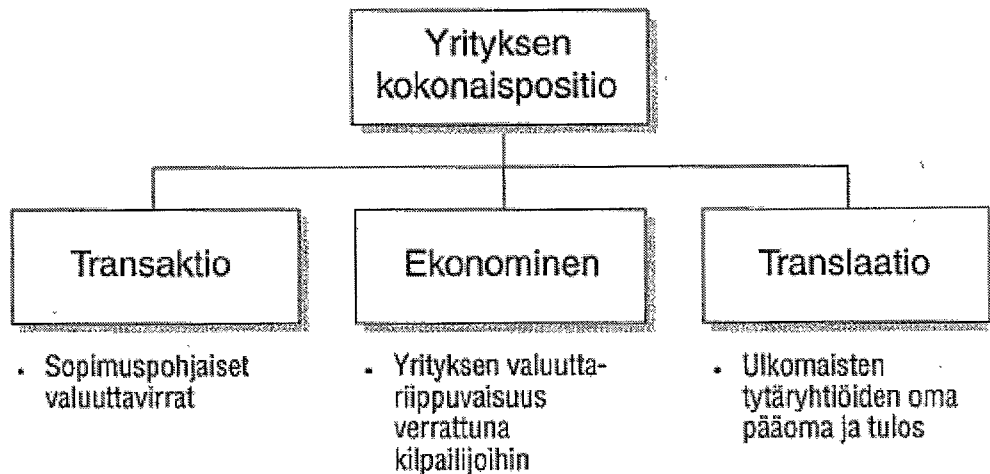 Yrityksen
kokonaispositio
Transaktio
Ekonominen
Translaatio
• Sopimuspohjaiset
valuuttavirrat
• Yrityksen valuutta-
riippuvaisuus
verrattuna
kilpailijoihin
• Ulkomaisten
tytäryhtiöiden oma
pääoma ja tulos